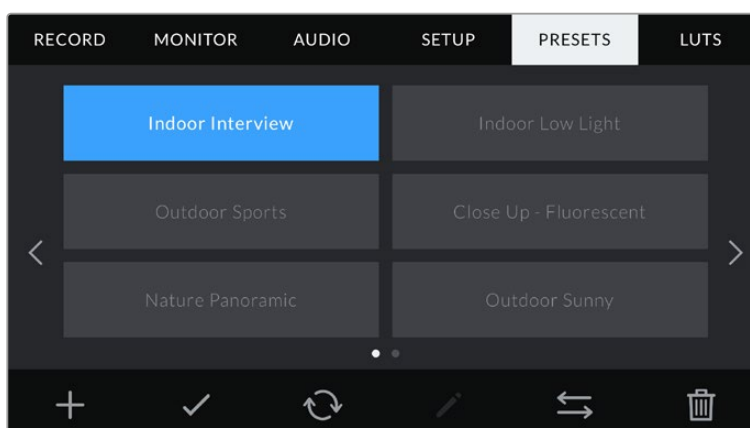 RECORD MONITOR AUDIO SETUP PRESETS LUTS
Indoor Interview Indoor Low Light
Outdoor Sports Close Up - Fluorescent
Nature Panoramic Outdoor Sunny